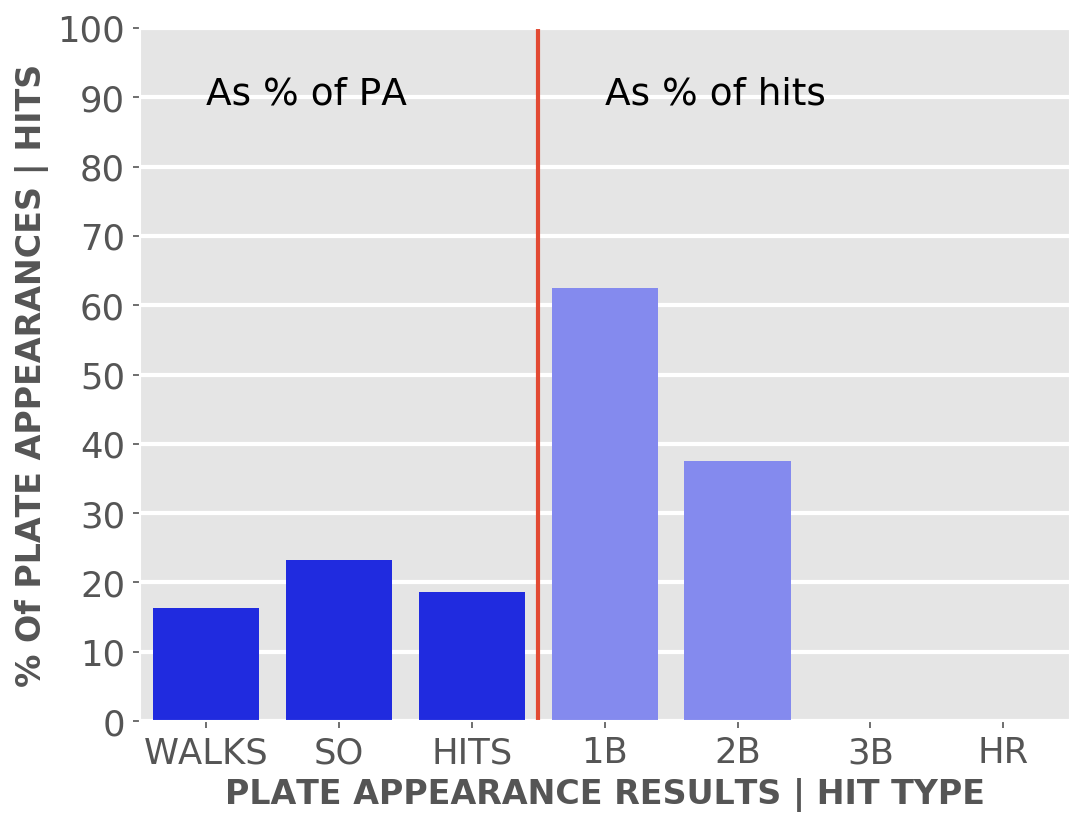 As % of PA
As % of hits
% Of PLATE APPEARANCES | HITS
100
90
80
70
60
50
40
30
20
10
0
WALKS SO HITS 1B 2B 3B HR
PLATE APPEARANCE RESULTS | HIT TYPE